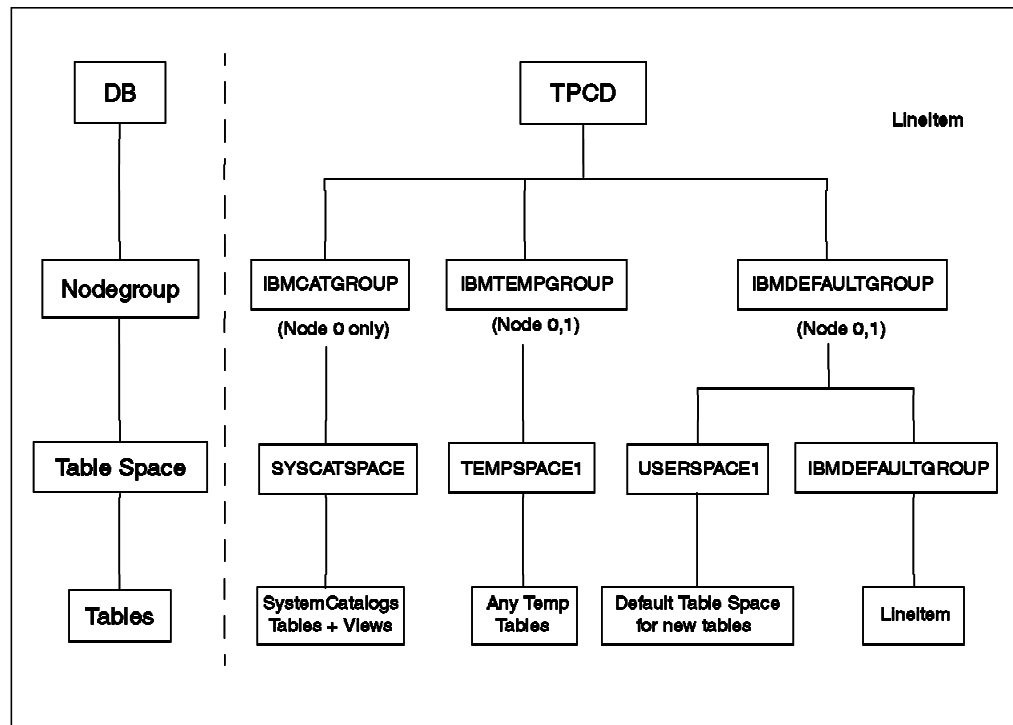 DB
TPCD
LineItem
Nodegroup
IBMCATGROUP
IBMTEMPGROUP
IBMDEFAULTGROUP
(Node 0 only)
(Node 0,1)
(Node 0,1)
Table Space
SYSCATSPACE
TEMPSPACE1
USERSPACE1
IBMDEFAULTGROUP
Tables
SystemCatalogs
Tables + Views
Any Temp
Tables
Default Table Space
for new tables
LineItem